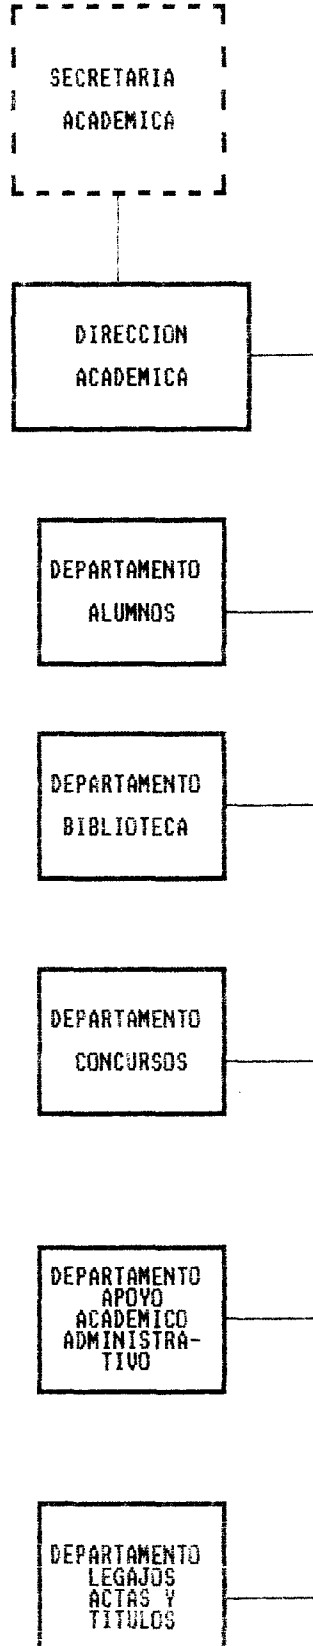 SECRETARIA
ACADEMICA
DIRECCION
ACADEMICA
DEPARTAMENTO
ALUMNOS
DEPARTAMENTO
BIBLIOTECA
DEPARTAMENTO
CONCURSOS
DEPARTAMENTO
APOYO
ACADEMICO
ADMINISTRA-
TIVO
DEPARTAMENTO
LEGAJOS
ACTAS Y
TITULOS